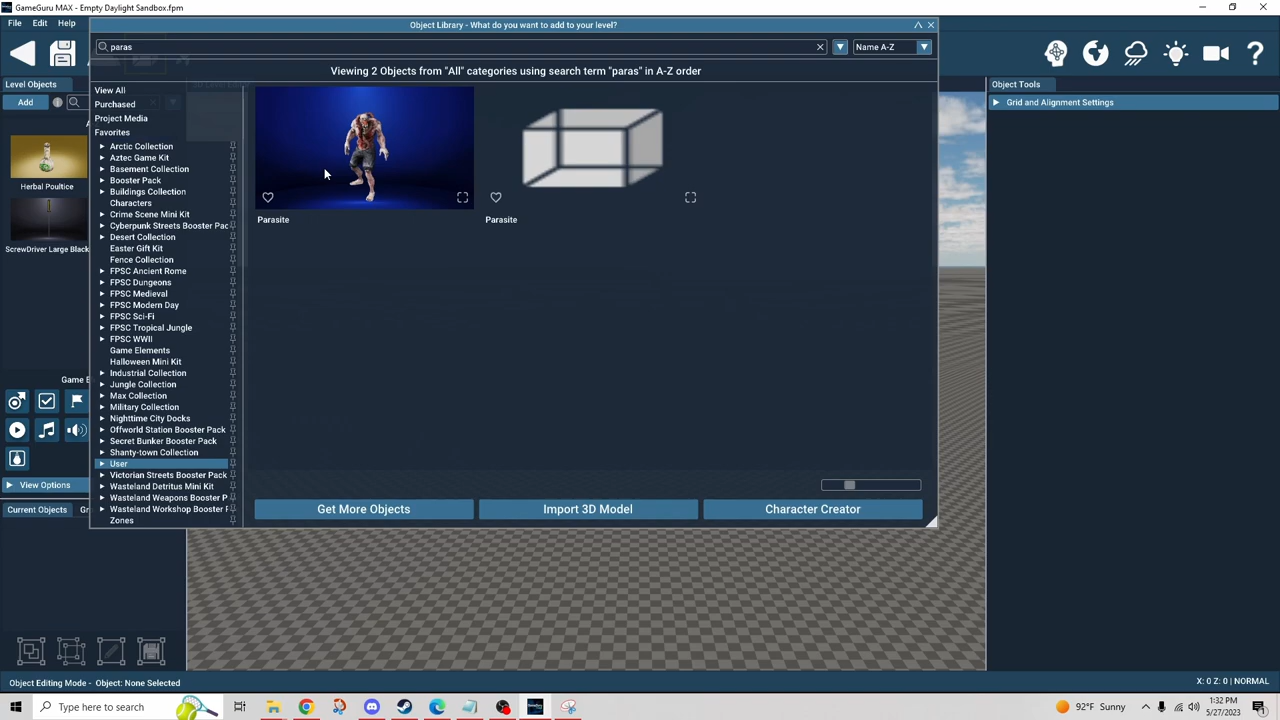 GameGuru MAX - Empty Daylight Sandbox.fpm
File Edit Help
Object Library - What do you want to add to your level?
paras
Name A-Z
Viewing 2 Objects from "All" categories using search term "paras" in A-Z order
Level Objects
Add
Herbal Poultice
ScrewDriver Large Black
View All
Purchased
Project Media
Favorites
Arctic Collection
Aztec Game Kit
Basement Collection
Booster Pack
Buildings Collection
Characters
Crime Scene Mini Kit
Cyberpunk Streets Booster Pac
Desert Collection
Easter Gift Kit
Fence Collection
FPSC Ancient Rome
FPSC Dungeons
FPSC Medieval
FPSC Modern Day
FPSC Sci-Fi
FPSC Tropical Jungle
FPSC WWII
Game Elements
Halloween Mini Kit
Industrial Collection
Jungle Collection
Max Collection
Military Collection
Nighttime City Docks
Offworld Station Booster Pack
Secret Bunker Booster Pack
Shanty-town Collection
User
Victorian Streets Booster Pack
Wasteland Detritus Mini Kit
Wasteland Weapons Booster P
Wasteland Workshop Booster F
Zones
Parasite
Parasite
Get More Objects
Import 3D Model
Character Creator
Object Tools
Grid and Alignment Settings
View Options
Current Objects
Object Editing Mode - Object: None Selected
X: 0 Z: 0 | NORMAL
Type here to search
92°F Sunny
1:32 PM
5/27/2023